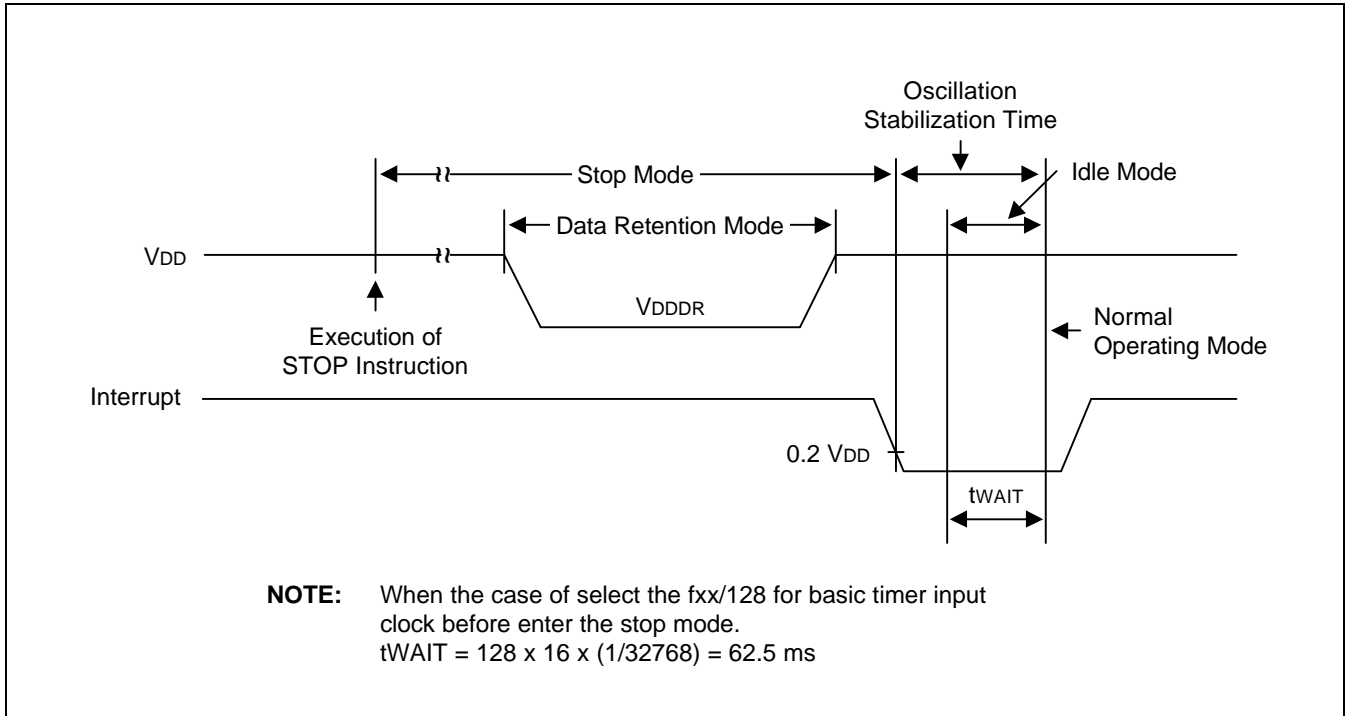 Oscillation
Stabilization Time
Stop Mode
Idle Mode
Data Retention Mode
VDD
VDDDR
Execution of
STOP Instruction
Normal
Operating Mode
Interrupt
0.2 VDD
tWAIT
NOTE: When the case of select the fxx/128 for basic timer input
clock before enter the stop mode.
tWAIT = 128 x 16 x (1/32768) = 62.5 ms